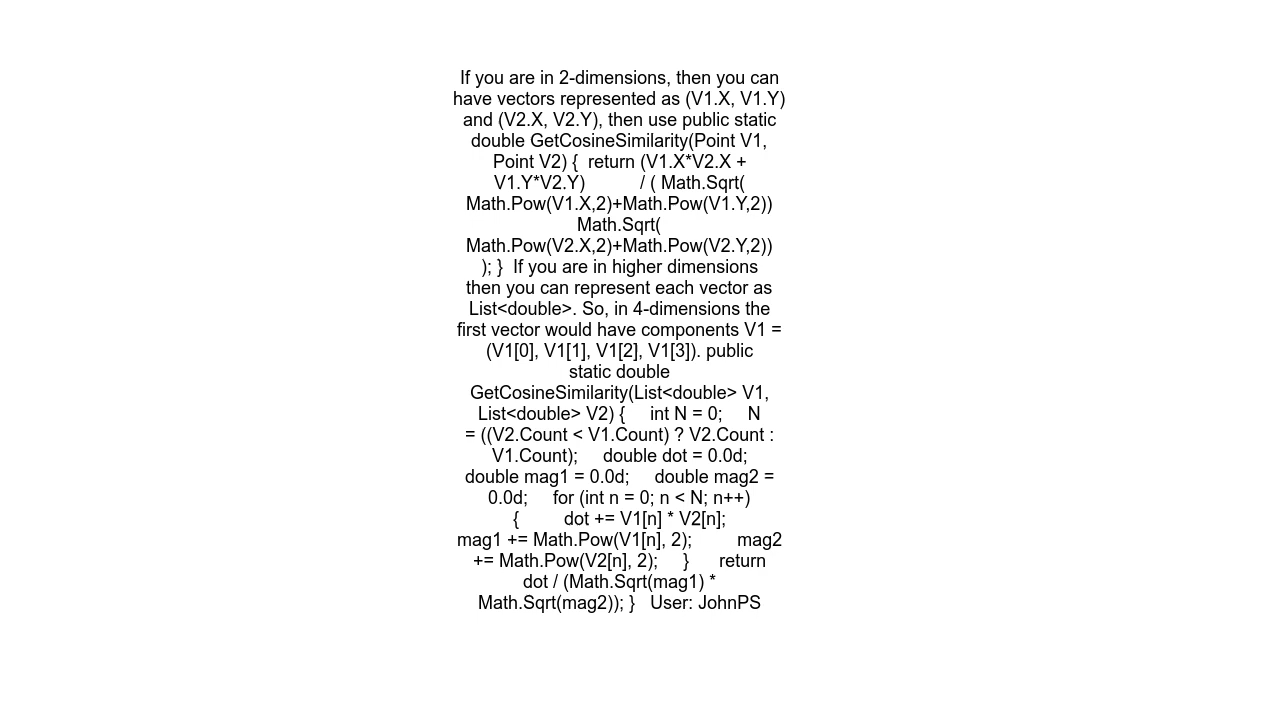 If you are in 2-dimensions, then you can
have vectors represented as (V1.X, V1.Y)
and (V2.X, V2.Y), then use public static
double GetCosineSimilarity(Point V1,
Point V2) {  return (V1.X*V2.X +
V1.Y*V2.Y)           / ( Math.Sqrt(
Math.Pow(V1.X,2)+Math.Pow(V1.Y,2))
Math.Sqrt(
Math.Pow(V2.X,2)+Math.Pow(V2.Y,2))
); }  If you are in higher dimensions
then you can represent each vector as
List<double>. So, in 4-dimensions the
first vector would have components V1 =
(V1[0], V1[1], V1[2], V1[3]). public
static double
GetCosineSimilarity(List<double> V1,
List<double> V2) {     int N = 0;     N
= ((V2.Count < V1.Count) ? V2.Count :
V1.Count);     double dot = 0.0d;
double mag1 = 0.0d;     double mag2 =
0.0d;     for (int n = 0; n < N; n++)
{         dot += V1[n] * V2[n];
mag1 += Math.Pow(V1[n], 2);         mag2
+= Math.Pow(V2[n], 2);     }      return
dot / (Math.Sqrt(mag1) *
Math.Sqrt(mag2)); }   User: JohnPS